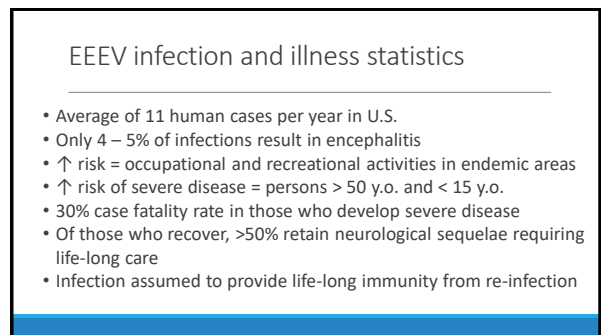 EEEV infection and illness statistics
• Average of 11 human cases per year in U.S.
• Only 4 – 5% of infections result in encephalitis
• ↑ risk = occupational and recreational activities in endemic areas
• ↑ risk of severe disease = persons > 50 y.o. and < 15 y.o.
• 30% case fatality rate in those who develop severe disease
• Of those who recover, >50% retain neurological sequelae requiring
life-long care
• Infection assumed to provide life-long immunity from re-infection